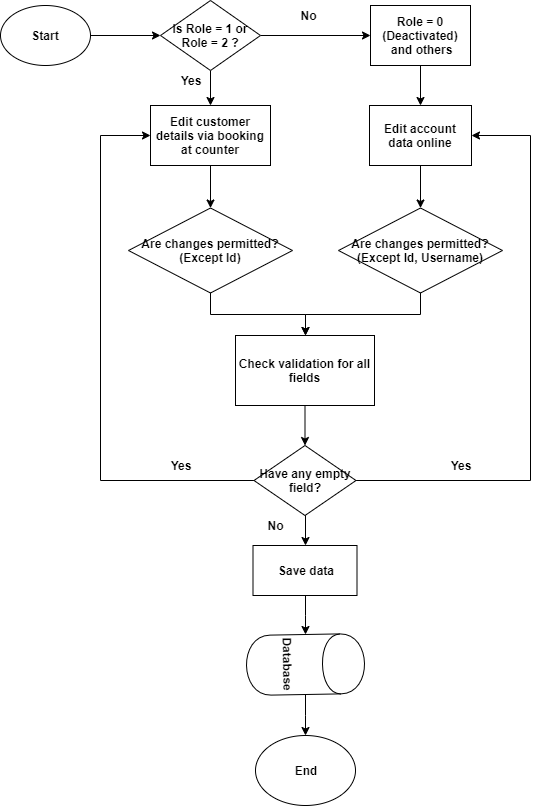 Start
Is Role = 1 or
Role = 2 ?
No
Role = 0
(Deactivated)
and others
Yes
Edit customer
details via booking
at counter
Edit account
data online
Are changes permitted?
(Except Id)
Are changes permitted?
(Except Id, Username)
Check validation for all
fields
Yes
Have any empty
field?
Yes
No
Save data
Database
End